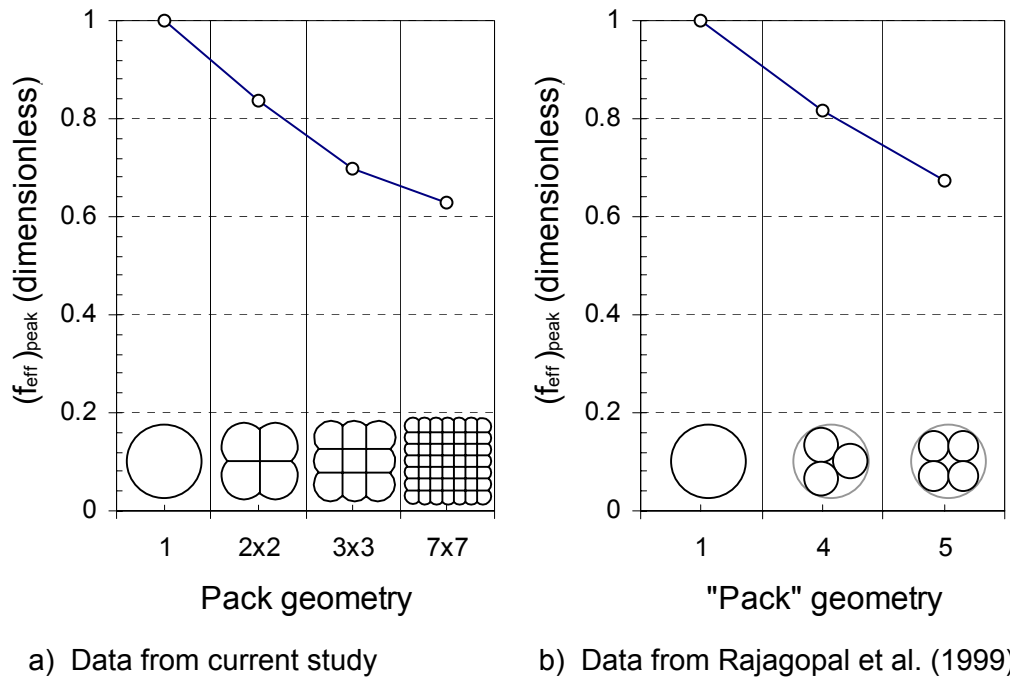 (feff)peak (dimensionless)
1
0.8
0.6
0.4
0.2
0
1 2x2 3x3 7x7
Pack geometry
a) Data from current study
(feff)peak (dimensionless)
1
0.8
0.6
0.4
0.2
0
1 4 5
"Pack" geometry
b) Data from Rajagopal et al. (1999)